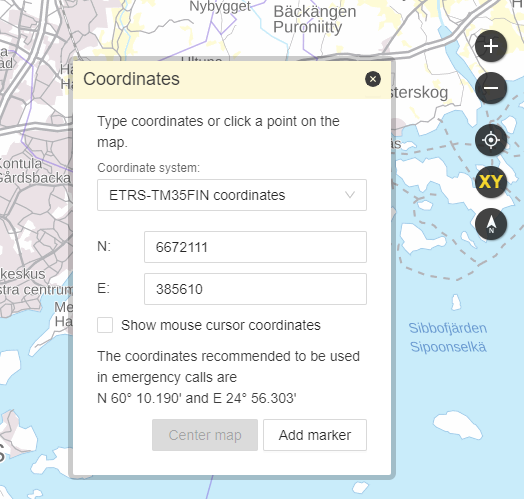 Nybygget
Bäckängen
Puroniitty
Coordinates
sterskog
Type coordinates or click a point on the
map.
Coordinate system:
ETRS-TM35FIN coordinates
XY
N
N:
6672111
E:
385610
Show mouse cursor coordinates
The coordinates recommended to be used
in emergency calls are
N 60° 10.190' and E 24° 56.303'
Center map
Add marker
Kontula
Gårdsbacka
keskus
stra centrum
Me
Ha
Sibbofjärden
Sipoonselkä